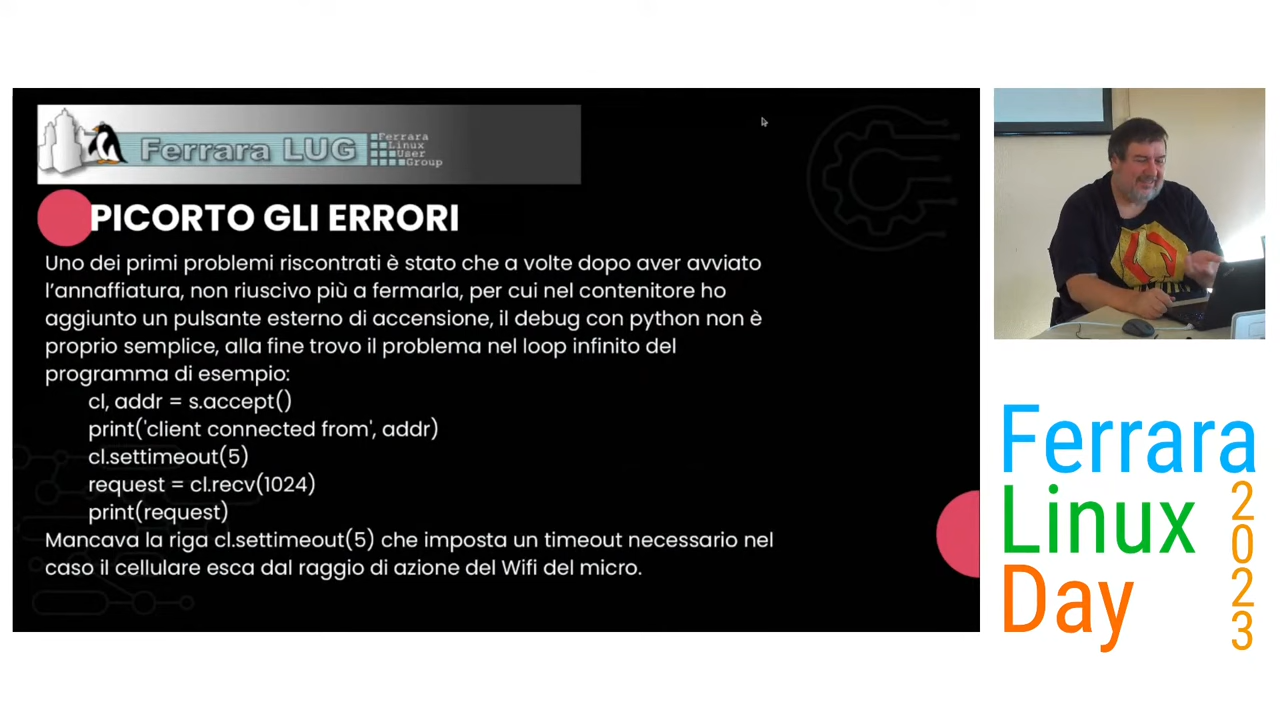 Ferrara LUG
Ferrara
Linux
User
Group
PICORTO GLI ERRORI
Uno dei primi problemi riscontrati è stato che a volte dopo aver avviato
l'annaffiatura, non riuscivo più a fermarla, per cui nel contenitore ho
aggiunto un pulsante esterno di accensione, il debug con python non è
proprio semplice, alla fine trovo il problema nel loop infinito del
programma di esempio:
cl, addr = s.accept()
print('client connected from', addr)
cl.settimeout(5)
request = cl.recv(1024)
print(request)
Mancava la riga cl.settimeout(5) che imposta un timeout necessario nel
caso il cellulare esca dal raggio di azione del Wifi del micro.
Ferrara
Linux
Day
2023